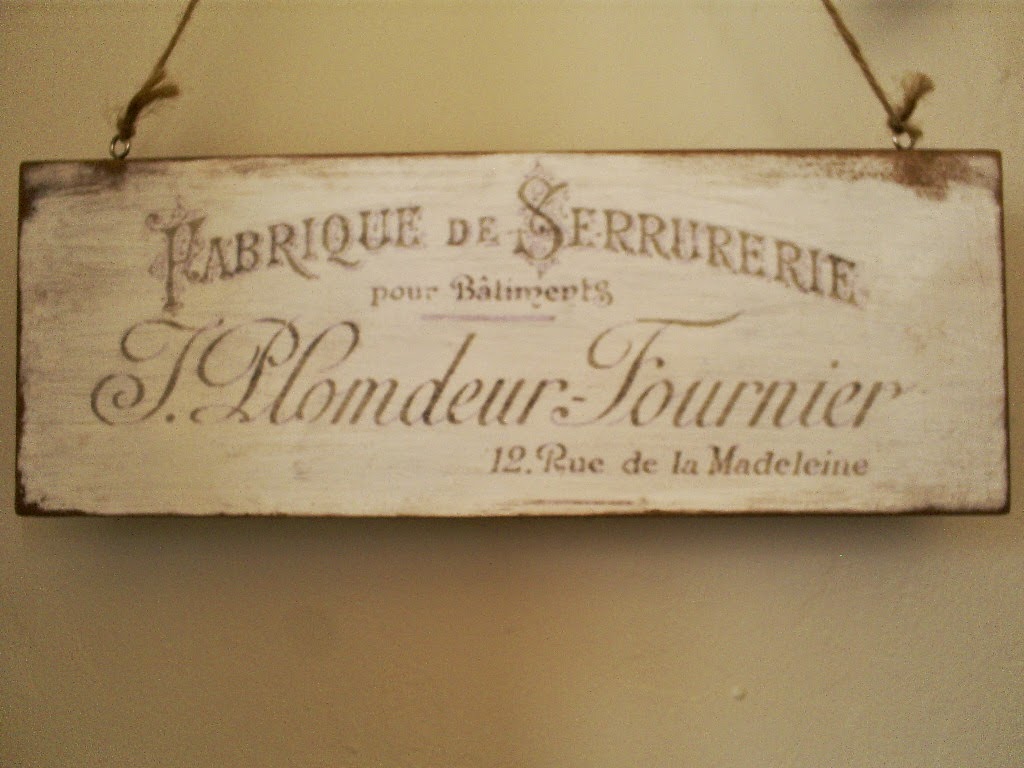 FABRIQUE DE SERRURERIE
pour Bâtiments
J. Plomdeur-Fournier
12. Rue de la Madeleine